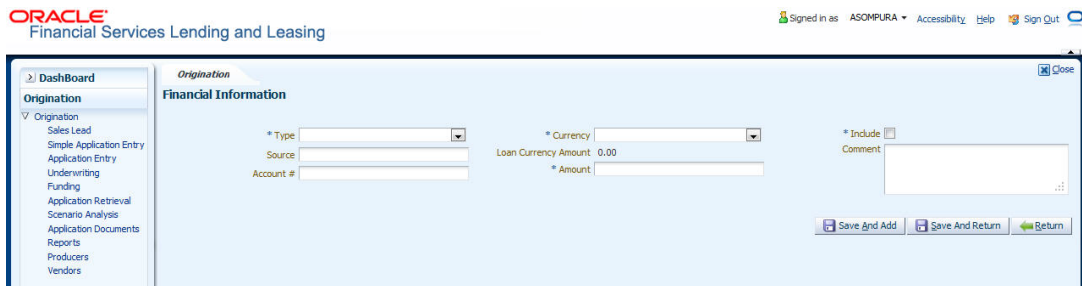 ORACLE
Financial Services Lending and Leasing
Signed in as ASOMPURA Accessibility Help Sign Out
DashBoard
Origination
Origination
Sales Lead
Simple Application Entry
Application Entry
Underwriting
Funding
Application Retrieval
Scenario Analysis
Application Documents
Reports
Producers
Vendors
Origination
Close
Financial Information
* Type
Source
Account #
* Currency
Loan Currency Amount 0.00
* Amount
* Include
Comment
Save And Add Save And Return Return